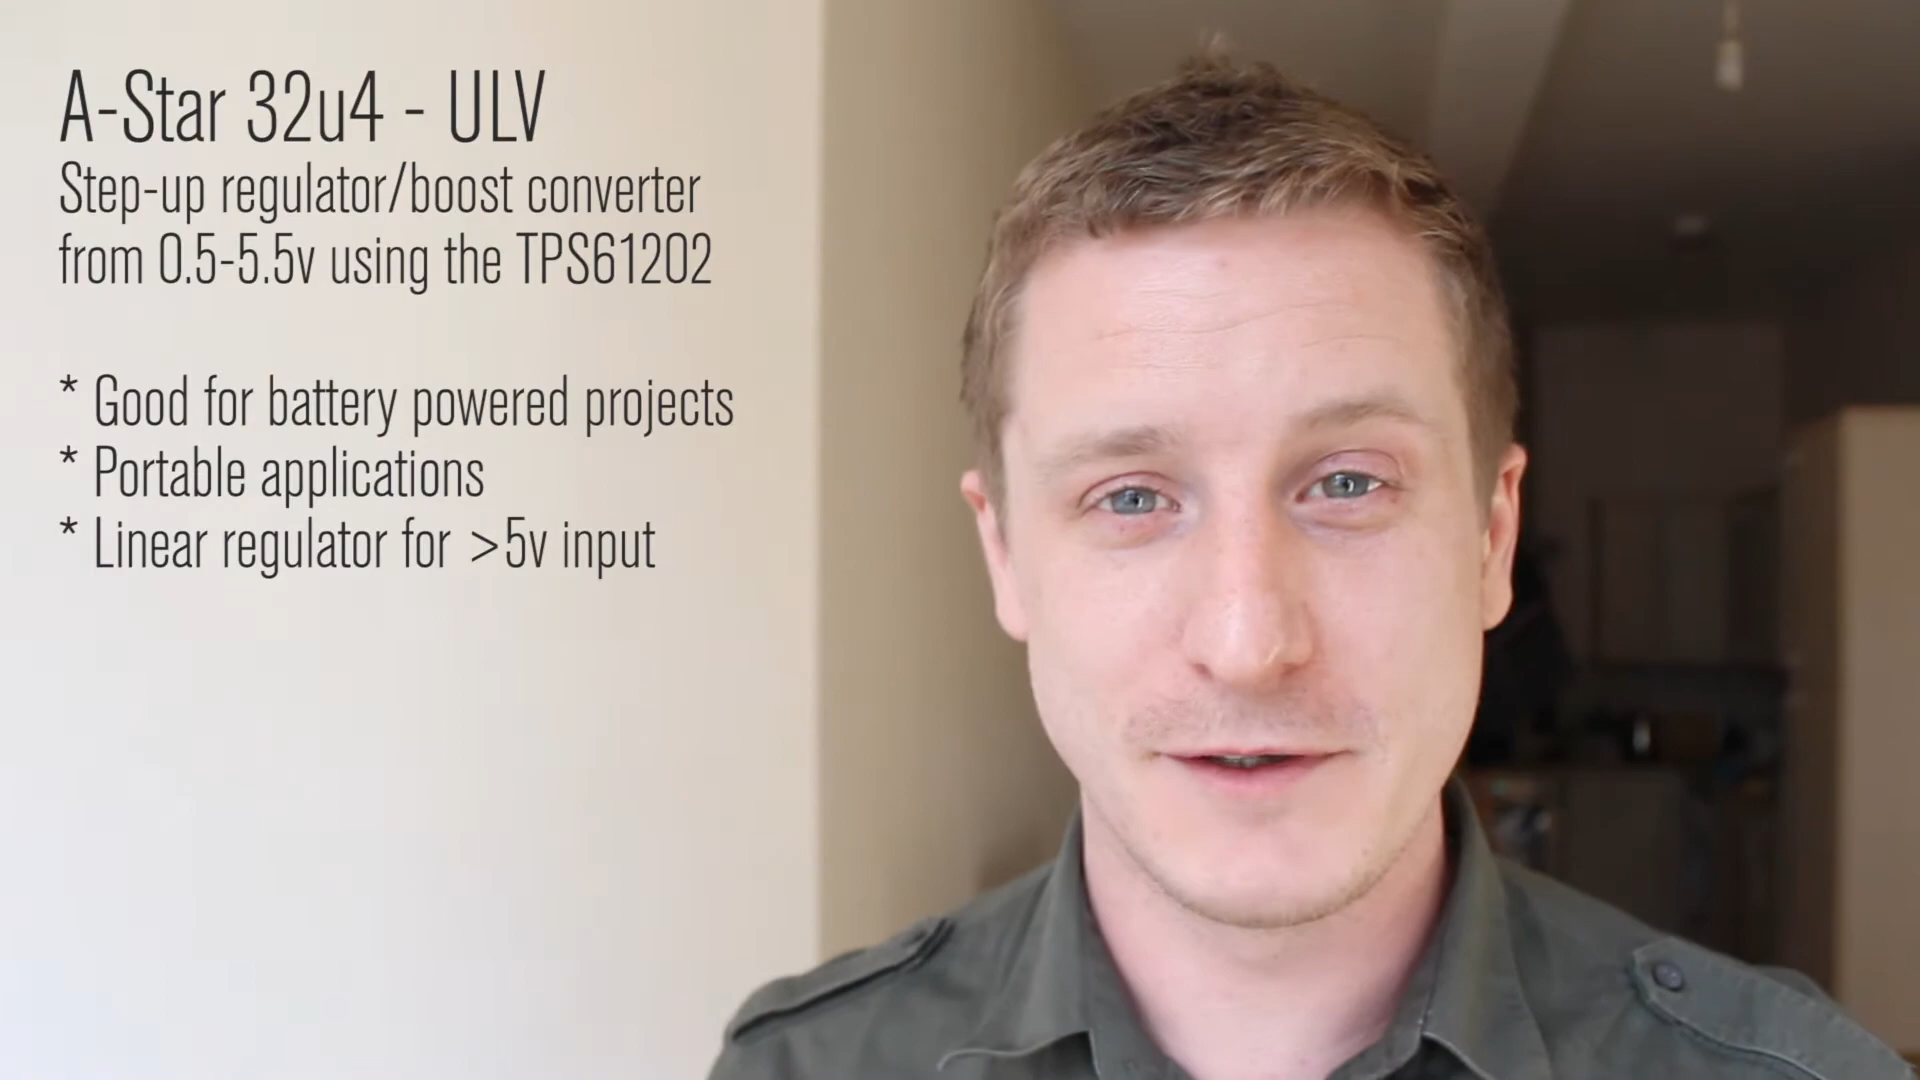 A-Star 32u4 - ULV
Step-up regulator/boost converter
from 0.5-5.5v using the TPS61202
* Good for battery powered projects
* Portable applications
* Linear regulator for >5v input